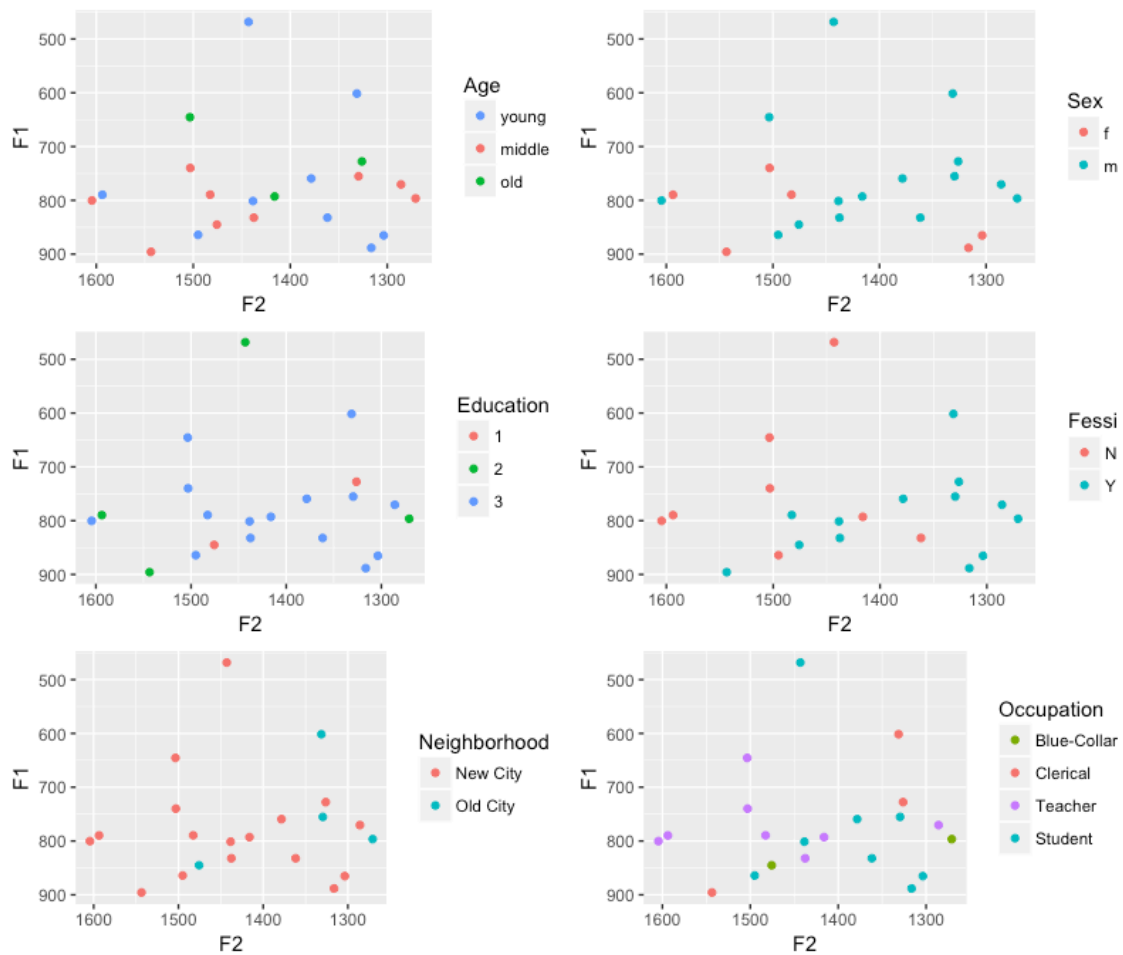 500
600
700
800
900
F1
1600
1500
1400
1300
F2
Age
young
middle
old
500
600
700
800
900
F1
1600
1500
1400
1300
F2
Sex
f
m
500
600
700
800
900
F1
1600
1500
1400
1300
F2
Education
1
2
3
500
600
700
800
900
F1
1600
1500
1400
1300
F2
Fessi
N
Y
500
600
700
800
900
F1
1600
1500
1400
1300
F2
Neighborhood
New City
Old City
500
600
700
800
900
F1
1600
1500
1400
1300
F2
Occupation
Blue-Collar
Clerical
Teacher
Student